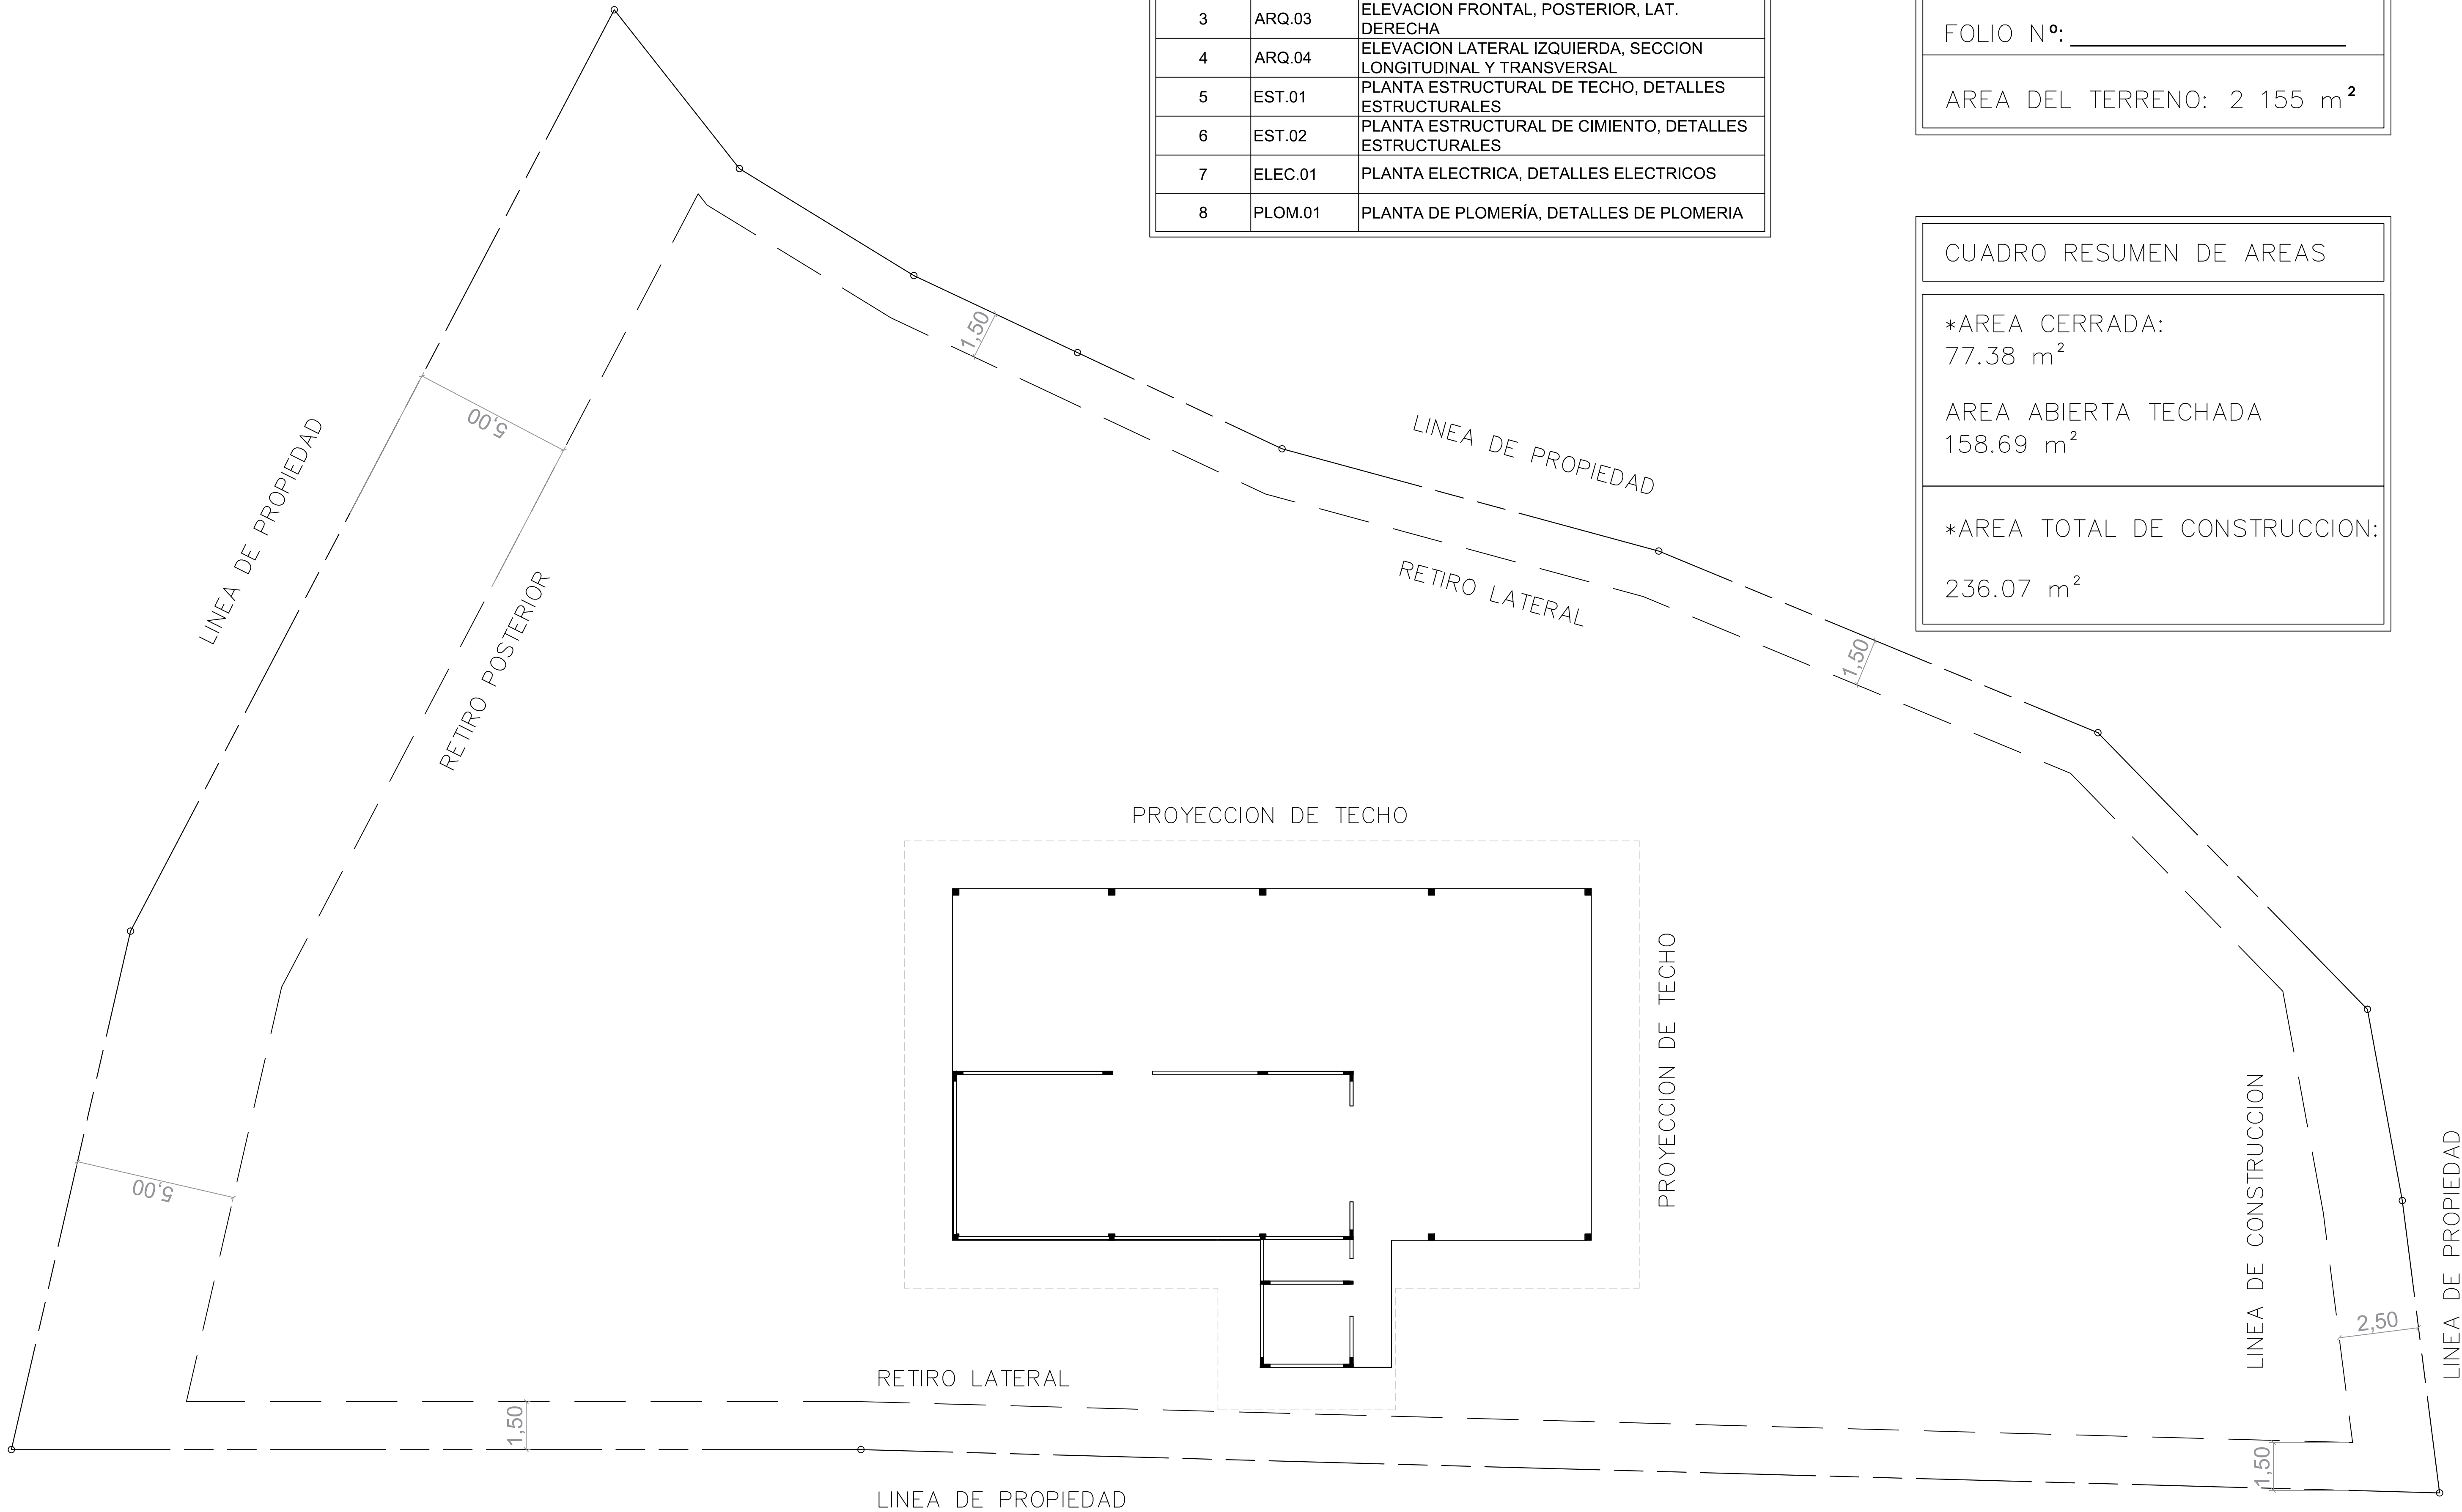 3 ARQ.03 ELEVACION FRONTAL, POSTERIOR, LAT.
DERECHA
4 ARQ.04 ELEVACION LATERAL IZQUIERDA, SECCION
LONGITUDINAL Y TRANSVERSAL
5 EST.01 PLANTA ESTRUCTURAL DE TECHO, DETALLES
ESTRUCTURALES
6 EST.02 PLANTA ESTRUCTURAL DE CIMIENTO, DETALLES
ESTRUCTURALES
7 ELEC.01 PLANTA ELECTRICA, DETALLES ELECTRICOS
8 PLOM.01 PLANTA DE PLOMERÍA, DETALLES DE PLOMERIA
FOLIO Nº:
AREA DEL TERRENO: 2 155 m²
CUADRO RESUMEN DE AREAS
*AREA CERRADA:
77.38 m²
AREA ABIERTA TECHADA
158.69 m²
*AREA TOTAL DE CONSTRUCCION:
236.07 m²
1,50
5,00
LINEA DE PROPIEDAD
LINEA DE PROPIEDAD
RETIRO LATERAL
RETIRO POSTERIOR
1,50
PROYECCION DE TECHO
PROYECCION DE TECHO
5,00
LINEA DE CONSTRUCCION
LINEA DE PROPIEDAD
2,50
RETIRO LATERAL
1,50
1,50
LINEA DE PROPIEDAD